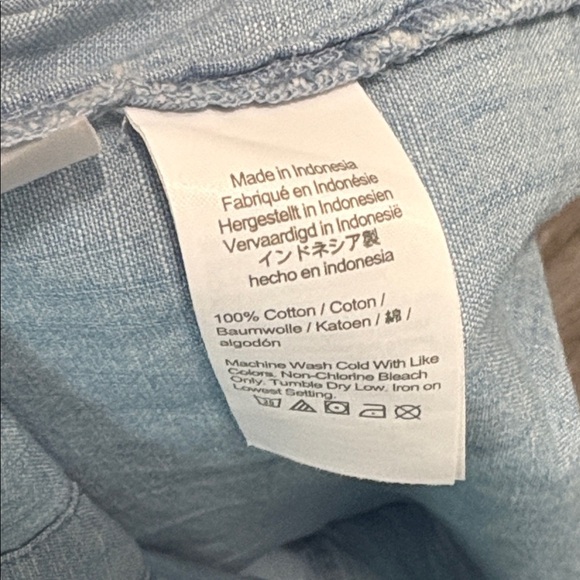 Made in Indonesia
Fabriqué en Indonésie
Hergestellt in Indonesien
Vervaardigd in Indonesië
インドネシア製
hecho en indonesia
100% Cotton / Coton /
Baumwolle / Katoen / 綿 /
algodón
Machine Wash Cold With Like
Colors. Non-Chlorine Bleach
Only. Tumble Dry Low. Iron on
Lowest Setting.